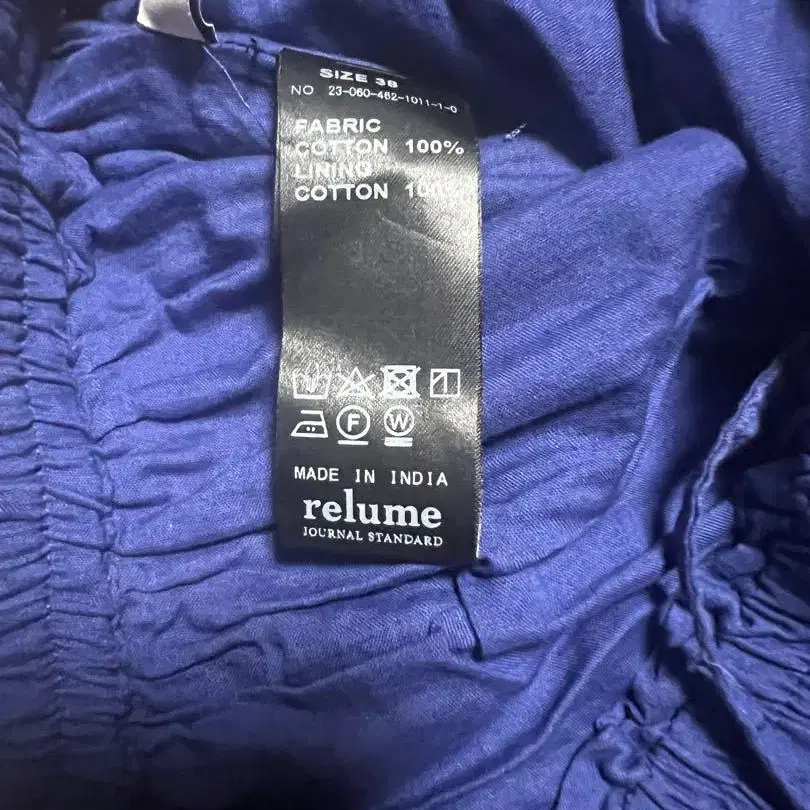 SIZE 38
NO 23-060-462-1011-1-0
FABRIC
COTTON 100%
LINING
COTTON 100%
F
W
MADE IN INDIA
relume
JOURNAL STANDARD